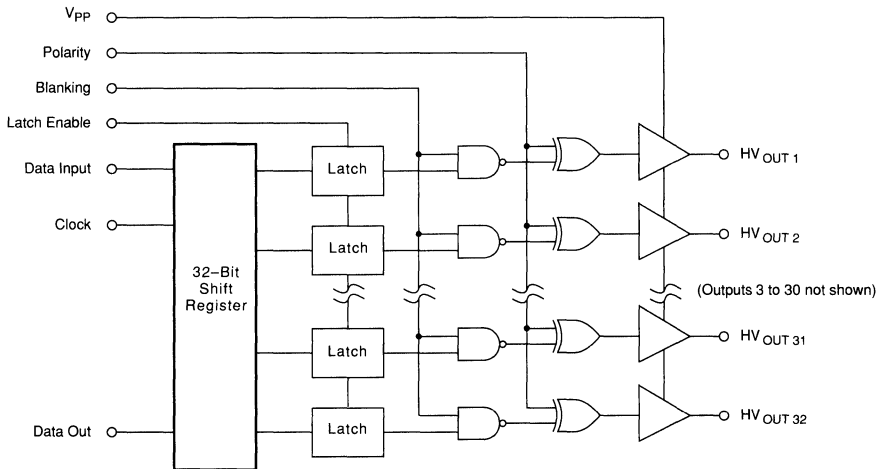 VPP
Polarity
Blanking
Latch Enable
Data Input
Clock
Data Out
32–Bit
Shift
Register
Latch
Latch
Latch
Latch
HV OUT 1
HV OUT 2
(Outputs 3 to 30 not shown)
HV OUT 31
HV OUT 32